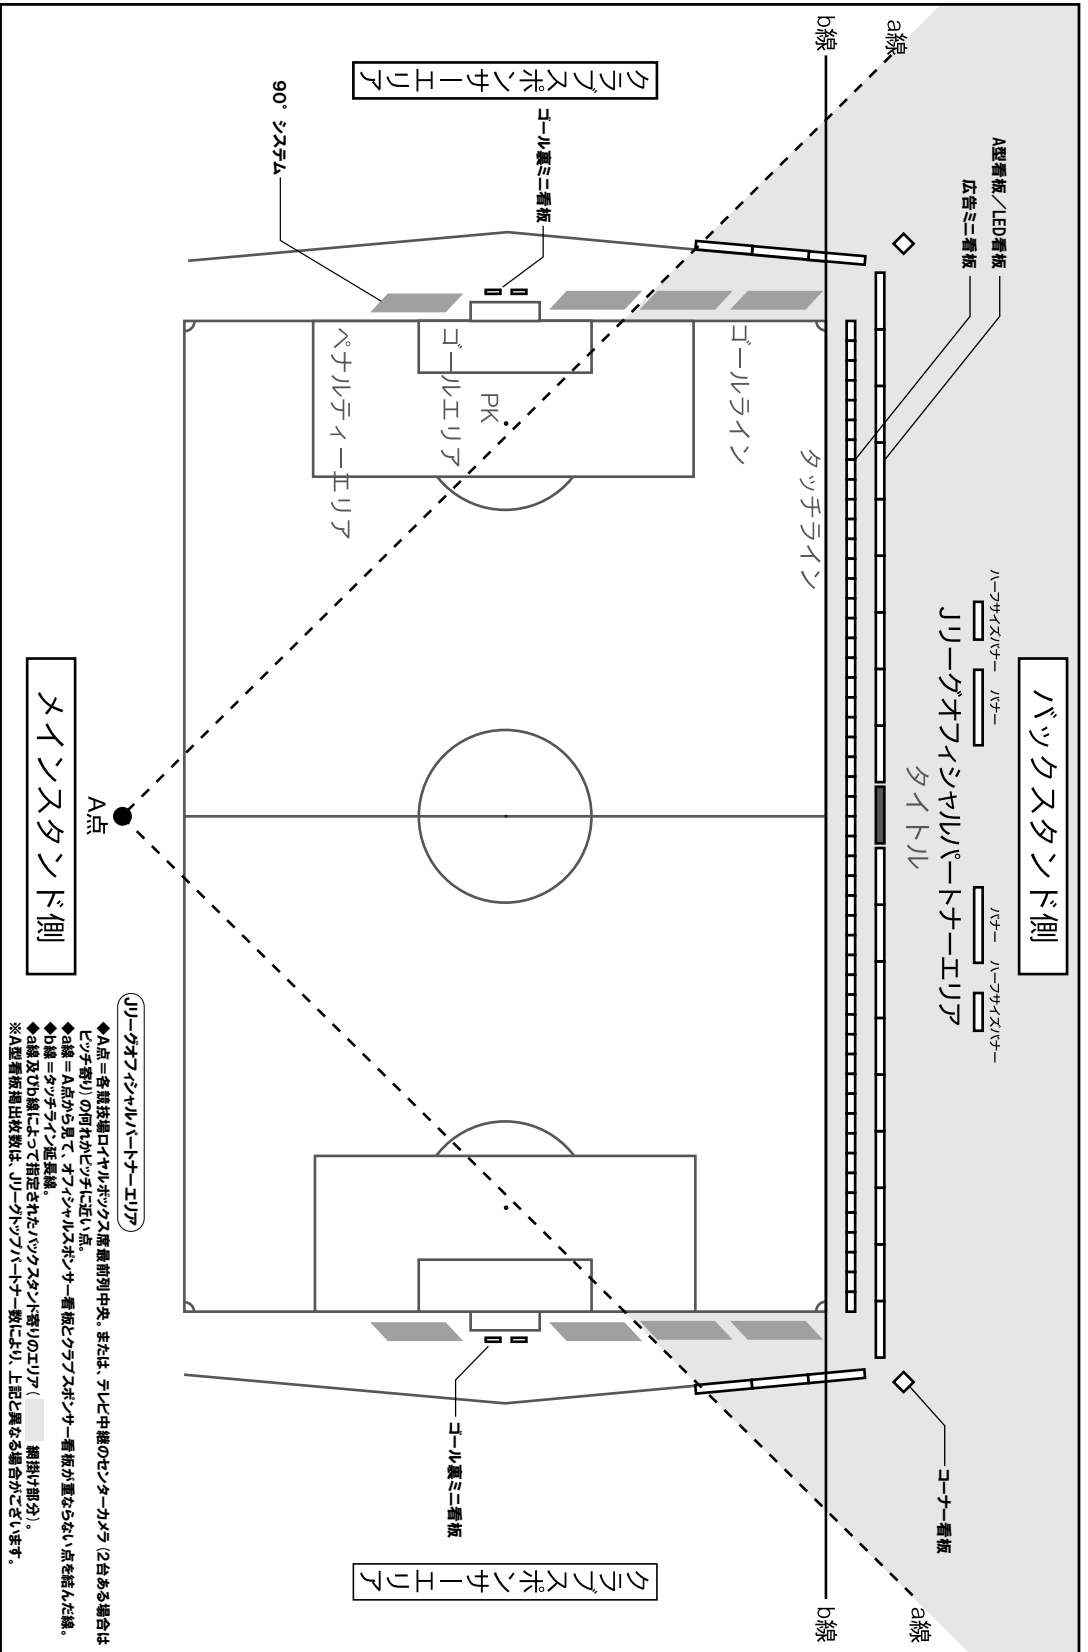 バックスタンド側
ハーフサイズバナー
バナー
バナー
ハーフサイズバナー
Jリーグオフィシャルパートナーエリア
タイトル
A型看板／LED看板
広告ミニ看板
コーナー看板
a線
a線
b線
b線
タッチライン
ゴールライン
クラブスポンサーエリア
ゴール裏ミニ看板
90°システム
PK
ゴールエリア
ペナルティーエリア
クラブスポンサーエリア
ゴール裏ミニ看板
A点
メインスタンド側
Jリーグオフィシャルパートナーエリア
◆A点＝各競技場ロイヤルボックス席最前列中央。または、テレビ中継のセンターカメラ（2台ある場合は
ピッチ寄り）の何れかピッチに近い点。
◆a線＝A点から見て、オフィシャルスポンサー看板とクラブスポンサー看板が重ならない点を結んだ線。
◆b線＝タッチライン延長線。
◆a線及びb線によって指定されたバックスタンド寄りのエリア（　網掛け部分）。
※A型看板掲出枚数は、Jリーグトップパートナー数により、上記と異なる場合がございます。